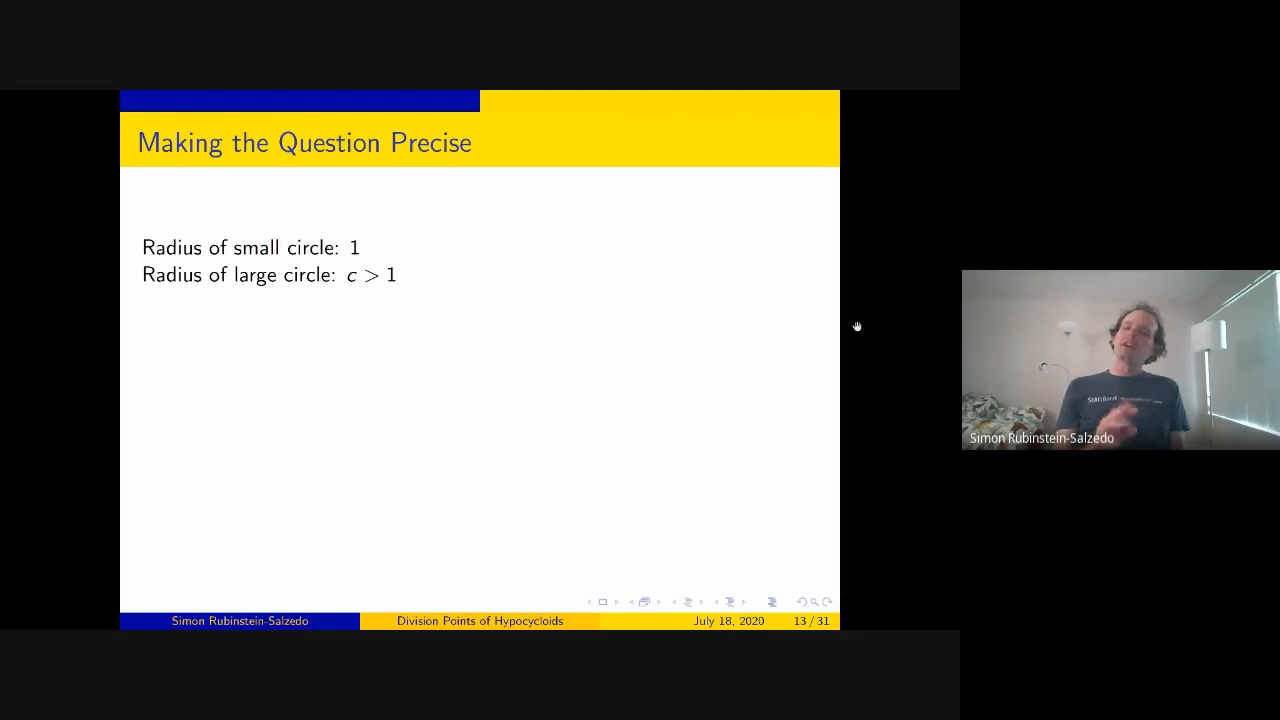 Making the Question Precise
Radius of small circle: 1
Radius of large circle: c > 1
Stanford
Simon Rubinstein-Salzedo
Simon Rubinstein-Salzedo Division Points of Hypocycloids July 18, 2020 13 / 31